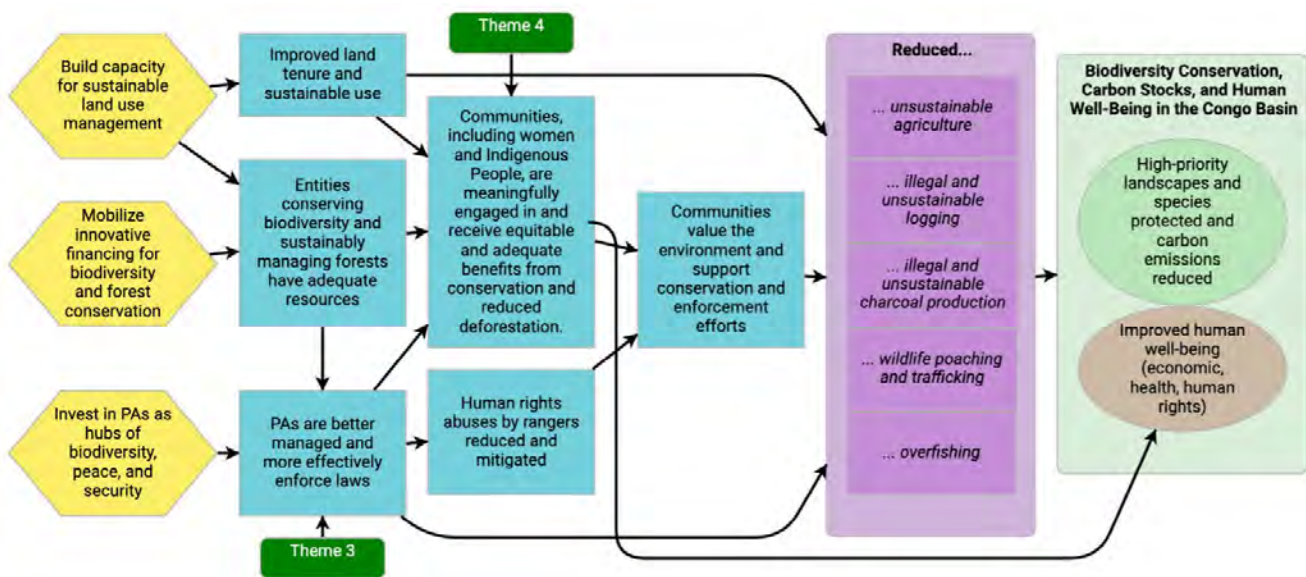 Theme 4
Build capacity
for sustainable
land use
management
Improved land
tenure and
sustainable use
Communities,
including women
and Indigenous
People, are
meaningfully
engaged in and
receive equitable
and adequate
benefits from
conservation and
reduced
deforestation.
Mobilize
innovative
financing for
biodiversity
and forest
conservation
Entities
conserving
biodiversity and
sustainably
managing forests
have adequate
resources
Communities
value the
environment and
support
conservation and
enforcement
efforts
Invest in PAs as
hubs of
biodiversity,
peace, and
security
PAs are better
managed and
more effectively
enforce laws
Human rights
abuses by rangers
reduced and
mitigated
Theme 3
Reduced...
... unsustainable
agriculture
... illegal and
unsustainable
logging
... illegal and
unsustainable
charcoal production
... wildlife poaching
and trafficking
... overfishing
Biodiversity Conservation,
Carbon Stocks, and Human
Well-Being in the Congo Basin
High-priority
landscapes and
species
protected and
carbon
emissions
reduced
Improved human
well-being
(economic,
health, human
rights)